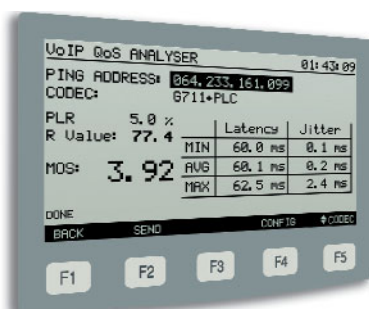 VoIP QoS ANALYSER 01:43:09
PING ADDRESS: 064.233.161.099
CODEC: G711+PLC
PLR 5.0 %
R Value: 77.4
Latency Jitter
MIN 60.0 ms 0.1 ms
MOS: 3.92 AVG 60.1 ms 0.2 ms
MAX 62.5 ms 2.4 ms
DONE
BACK SEND CONFIG ♦CODEC
F1 F2 F3 F4 F5